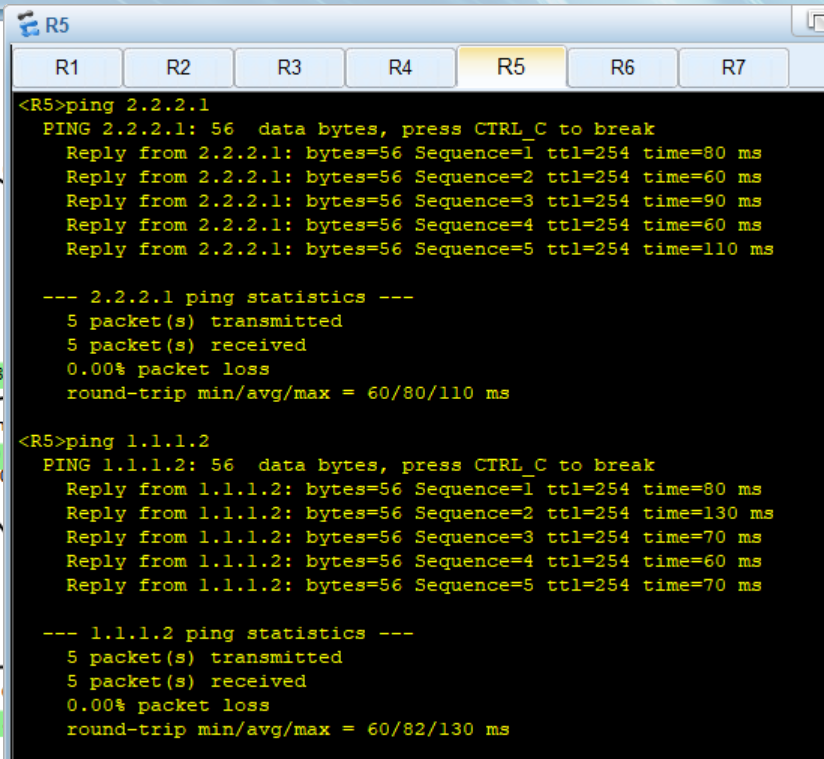 R5
R1 R2 R3 R4 R5 R6 R7
<R5>ping 2.2.2.1
PING 2.2.2.1: 56  data bytes, press CTRL_C to break
Reply from 2.2.2.1: bytes=56 Sequence=1 ttl=254 time=80 ms
Reply from 2.2.2.1: bytes=56 Sequence=2 ttl=254 time=60 ms
Reply from 2.2.2.1: bytes=56 Sequence=3 ttl=254 time=90 ms
Reply from 2.2.2.1: bytes=56 Sequence=4 ttl=254 time=60 ms
Reply from 2.2.2.1: bytes=56 Sequence=5 ttl=254 time=110 ms
--- 2.2.2.1 ping statistics ---
5 packet(s) transmitted
5 packet(s) received
0.00% packet loss
round-trip min/avg/max = 60/80/110 ms
<R5>ping 1.1.1.2
PING 1.1.1.2: 56  data bytes, press CTRL_C to break
Reply from 1.1.1.2: bytes=56 Sequence=1 ttl=254 time=80 ms
Reply from 1.1.1.2: bytes=56 Sequence=2 ttl=254 time=130 ms
Reply from 1.1.1.2: bytes=56 Sequence=3 ttl=254 time=70 ms
Reply from 1.1.1.2: bytes=56 Sequence=4 ttl=254 time=60 ms
Reply from 1.1.1.2: bytes=56 Sequence=5 ttl=254 time=70 ms
--- 1.1.1.2 ping statistics ---
5 packet(s) transmitted
5 packet(s) received
0.00% packet loss
round-trip min/avg/max = 60/82/130 ms